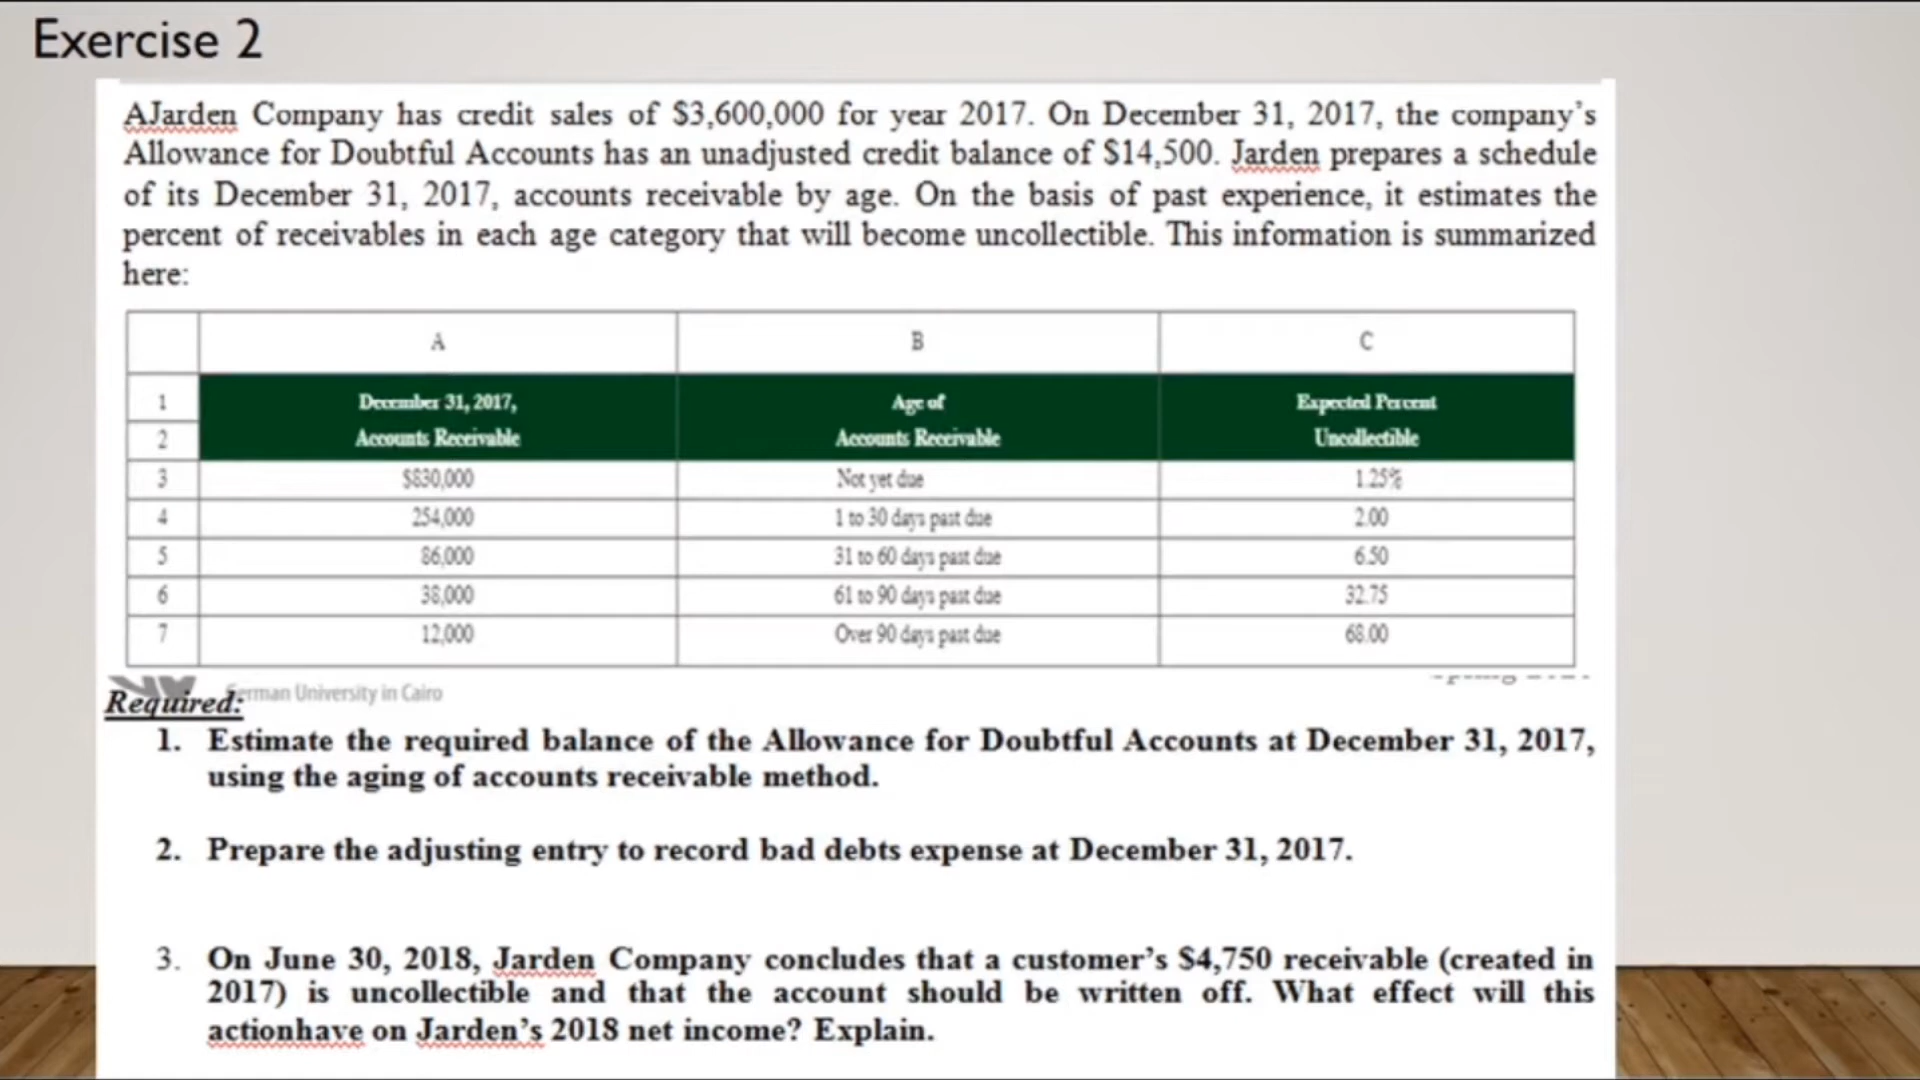 Exercise 2
AJarden Company has credit sales of $3,600,000 for year 2017. On December 31, 2017, the company's
Allowance for Doubtful Accounts has an unadjusted credit balance of $14,500. Jarden prepares a schedule
of its December 31, 2017, accounts receivable by age. On the basis of past experience, it estimates the
percent of receivables in each age category that will become uncollectible. This information is summarized
here:
A B C
1 December 31, 2017, Age of Expected Percent
2 Accounts Receivable Accounts Receivable Uncollectible
3 $830,000 Not yet due 1.25%
4 254,000 1 to 30 days past due 2.00
5 86,000 31 to 60 days past due 6.50
6 38,000 61 to 90 days past due 32.75
7 12,000 Over 90 days past due 68.00
German University in Cairo
Required:
1. Estimate the required balance of the Allowance for Doubtful Accounts at December 31, 2017,
using the aging of accounts receivable method.
2. Prepare the adjusting entry to record bad debts expense at December 31, 2017.
3. On June 30, 2018, Jarden Company concludes that a customer's $4,750 receivable (created in
2017) is uncollectible and that the account should be written off. What effect will this
actionhave on Jarden's 2018 net income? Explain.